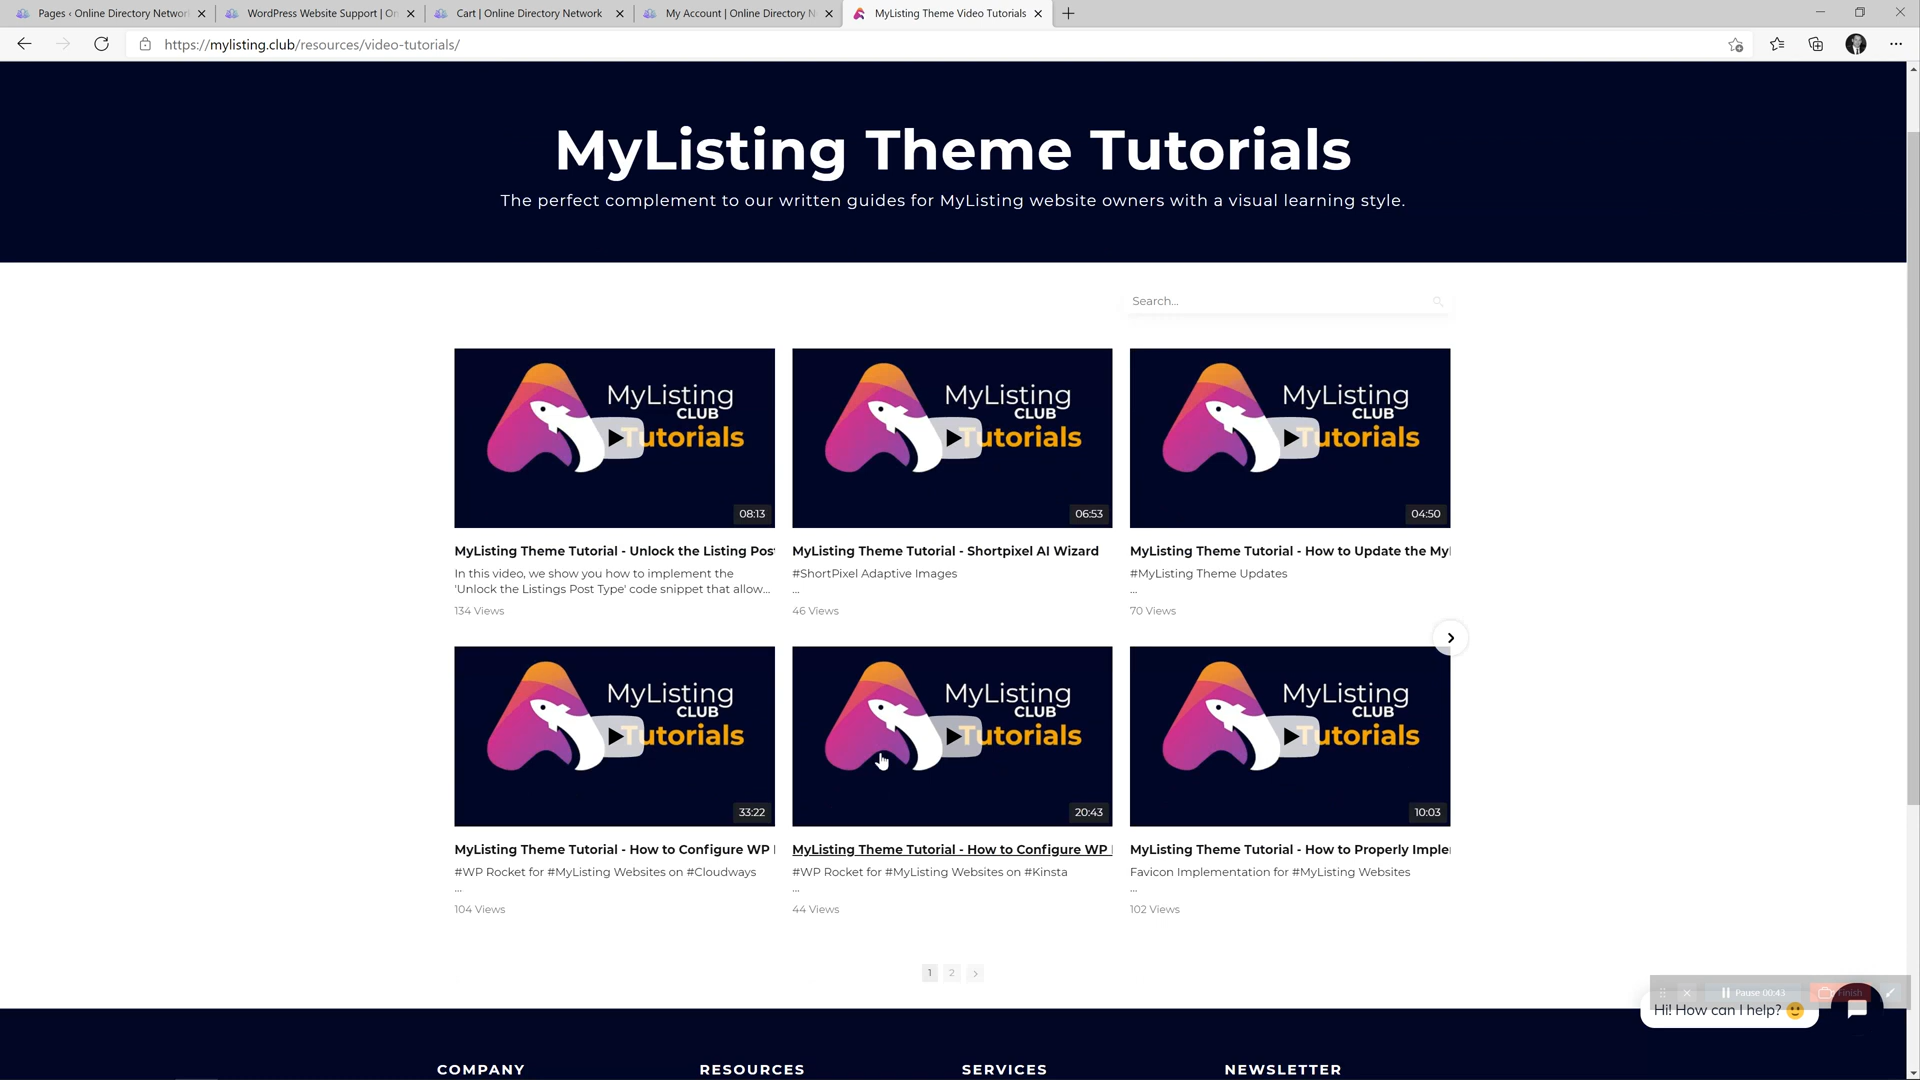 Pages ‹ Online Directory Networ
WordPress Website Support | On
Cart | Online Directory Network
My Account | Online Directory N
MyListing Theme Video Tutorials
https://mylisting.club/resources/video-tutorials/
MyListing Theme Tutorials
The perfect complement to our written guides for MyListing website owners with a visual learning style.
Search...
MyListing
CLUB
Tutorials
08:13
MyListing
CLUB
Tutorials
06:53
MyListing
CLUB
Tutorials
04:50
MyListing Theme Tutorial - Unlock the Listing Pos
In this video, we show you how to implement the
'Unlock the Listings Post Type' code snippet that allow...
134 Views
MyListing Theme Tutorial - Shortpixel AI Wizard
#ShortPixel Adaptive Images
...
46 Views
MyListing Theme Tutorial - How to Update the My
#MyListing Theme Updates
...
70 Views
MyListing
CLUB
Tutorials
33:22
MyListing
CLUB
Tutorials
20:43
MyListing
CLUB
Tutorials
10:03
MyListing Theme Tutorial - How to Configure WP
#WP Rocket for #MyListing Websites on #Cloudways
...
104 Views
MyListing Theme Tutorial - How to Configure WP
#WP Rocket for #MyListing Websites on #Kinsta
...
44 Views
MyListing Theme Tutorial - How to Properly Imple
Favicon Implementation for #MyListing Websites
...
102 Views
1 2
Pause 00:43
Finish
Hi! How can I help? 🙂
COMPANY
RESOURCES
SERVICES
NEWSLETTER